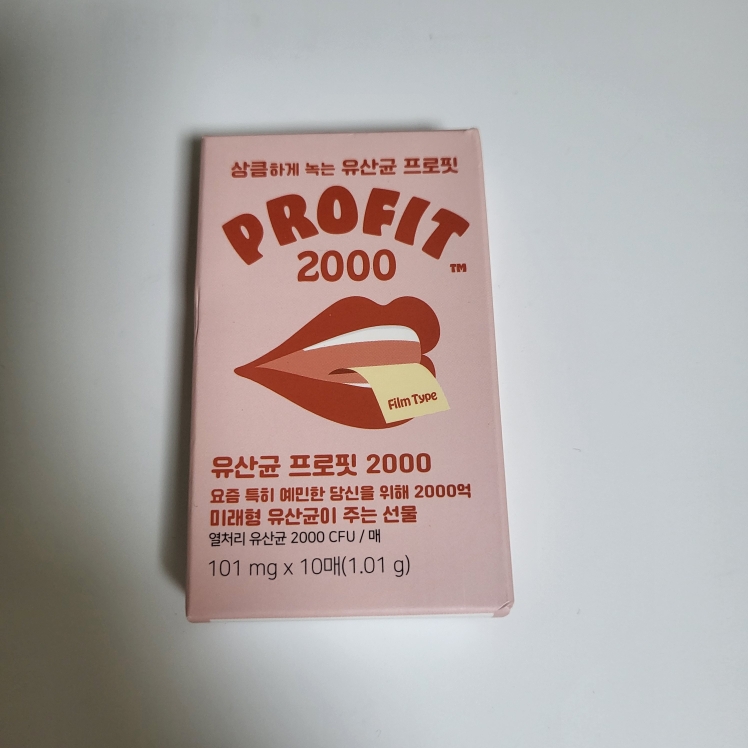 상큼하게 녹는 유산균 프로핏
PROFIT
2000
TM
Film Type
유산균 프로핏 2000
요즘 특히 예민한 당신을 위해 2000억
미래형 유산균이 주는 선물
열처리 유산균 2000 CFU / 매
101 mg x 10매(1.01 g)